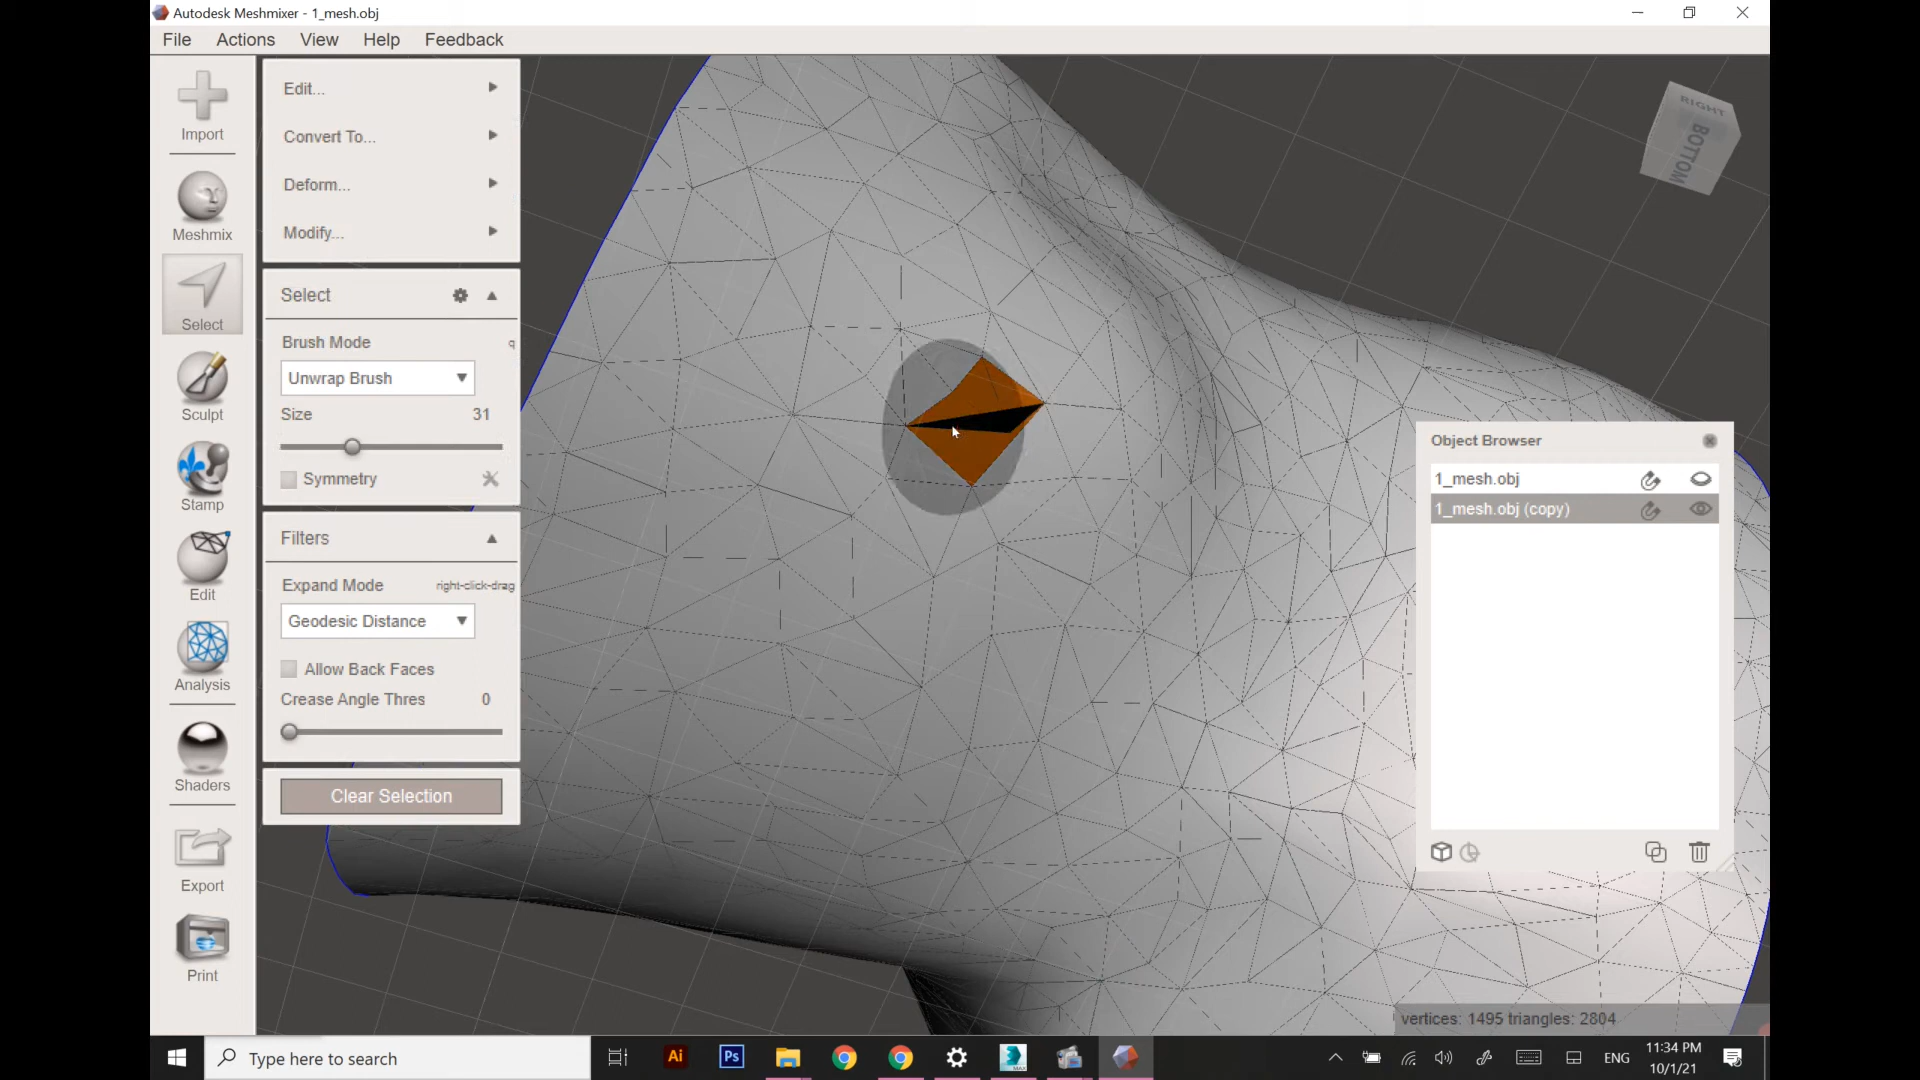 Autodesk Meshmixer - 1_mesh.obj
File Actions View Help Feedback
Import
Meshmix
Select
Sculpt
Stamp
Edit
Analysis
Shaders
Export
Print
Edit...
Convert To...
Deform...
Modify...
Select
Brush Mode q
Unwrap Brush
Size 31
Symmetry
Filters
Expand Mode right-click-drag
Geodesic Distance
Allow Back Faces
Crease Angle Thres 0
Clear Selection
RIGHT
BOTTOM
Object Browser
1_mesh.obj
1_mesh.obj (copy)
vertices: 1495 triangles: 2804
Type here to search
Ai
Ps
MAX
ENG
11:34 PM
10/1/21